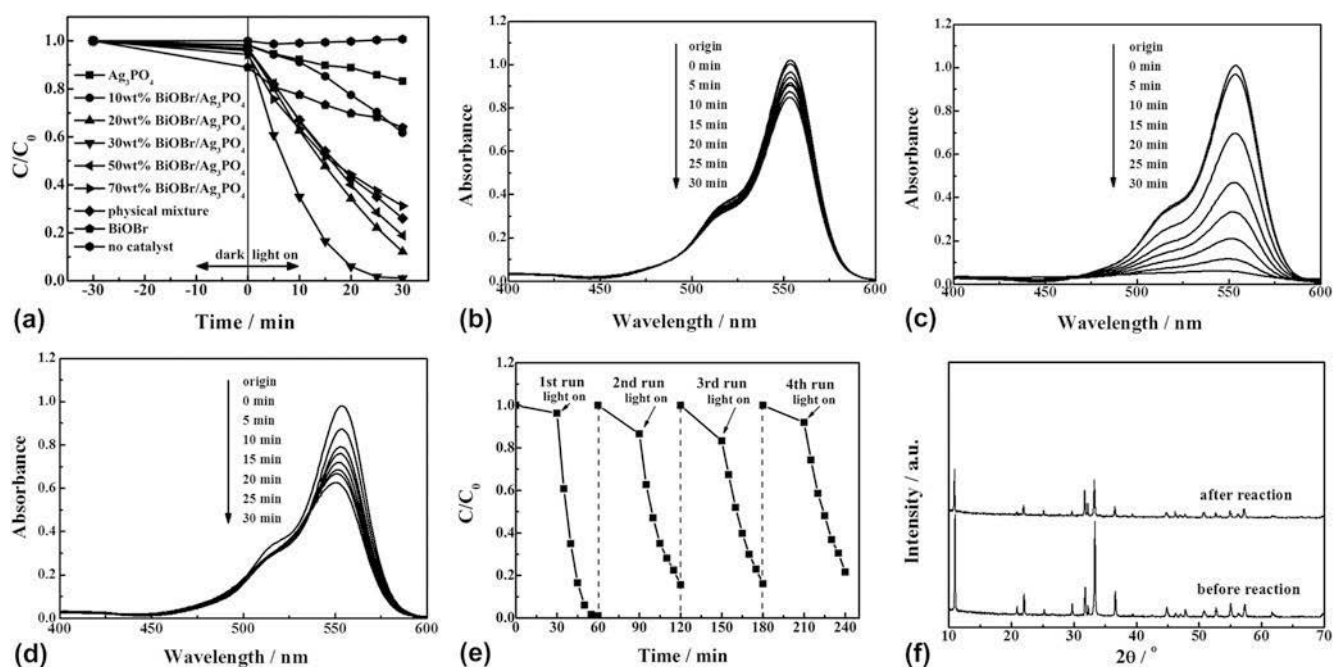 1.2
1.0
0.8
0.6
0.4
0.2
0.0
C/C₀
Ag₃PO₄
10wt% BiOBr/Ag₃PO₄
20wt% BiOBr/Ag₃PO₄
30wt% BiOBr/Ag₃PO₄
50wt% BiOBr/Ag₃PO₄
70wt% BiOBr/Ag₃PO₄
physical mixture
BiOBr
no catalyst
dark light on
-30 -20 -10 0 10 20 30
Time / min
(a)
1.2
1.0
0.8
0.6
0.4
0.2
0.0
Absorbance
origin
0 min
5 min
10 min
15 min
20 min
25 min
30 min
400 450 500 550 600
Wavelength / nm
(b)
1.2
1.0
0.8
0.6
0.4
0.2
0.0
Absorbance
origin
0 min
5 min
10 min
15 min
20 min
25 min
30 min
400 450 500 550 600
Wavelength / nm
(c)
1.2
1.0
0.8
0.6
0.4
0.2
0.0
Absorbance
origin
0 min
5 min
10 min
15 min
20 min
25 min
30 min
400 450 500 550 600
Wavelength / nm
(d)
1.2
1.0
0.8
0.6
0.4
0.2
0.0
C/C₀
1st run
light on
2nd run
light on
3rd run
light on
4th run
light on
0 30 60 90 120 150 180 210 240
Time / min
(e)
Intensity / a.u.
after reaction
before reaction
10 20 30 40 50 60 70
2θ / °
(f)